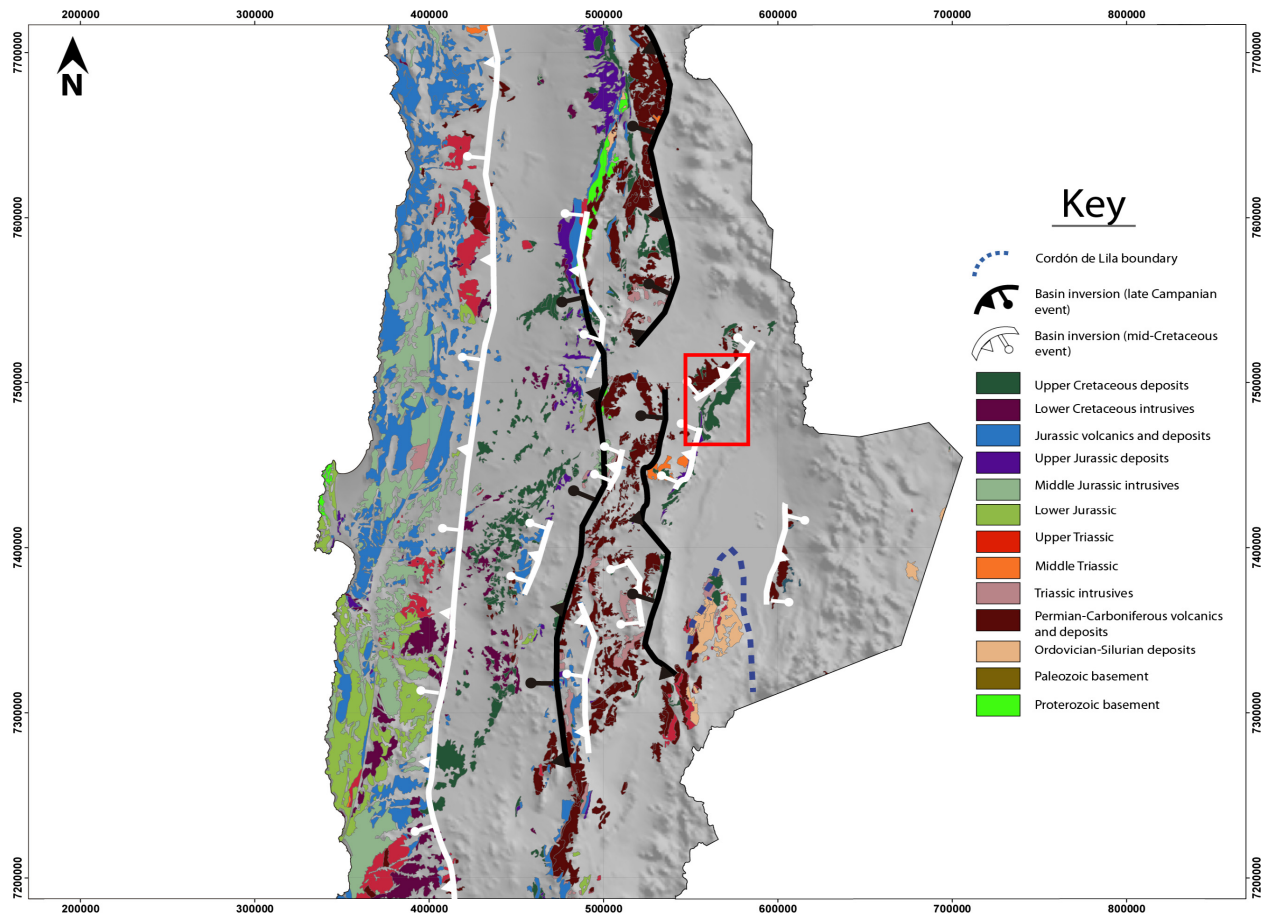 200000 300000 400000 500000 600000 700000 800000
7700000 7700000
N
Key
7600000 7600000
Cordón de Lila boundary
Basin inversion (late Campanian
event)
Basin inversion (mid-Cretaceous
event)
7500000 7500000
Upper Cretaceous deposits
Lower Cretaceous intrusives
Jurassic volcanics and deposits
Upper Jurassic deposits
Middle Jurassic intrusives
Lower Jurassic
Upper Triassic
7400000 7400000
Middle Triassic
Triassic intrusives
Permian-Carboniferous volcanics
and deposits
Ordovician-Silurian deposits
Paleozoic basement
Proterozoic basement
7300000 7300000
7200000 7200000
200000 300000 400000 500000 600000 700000 800000